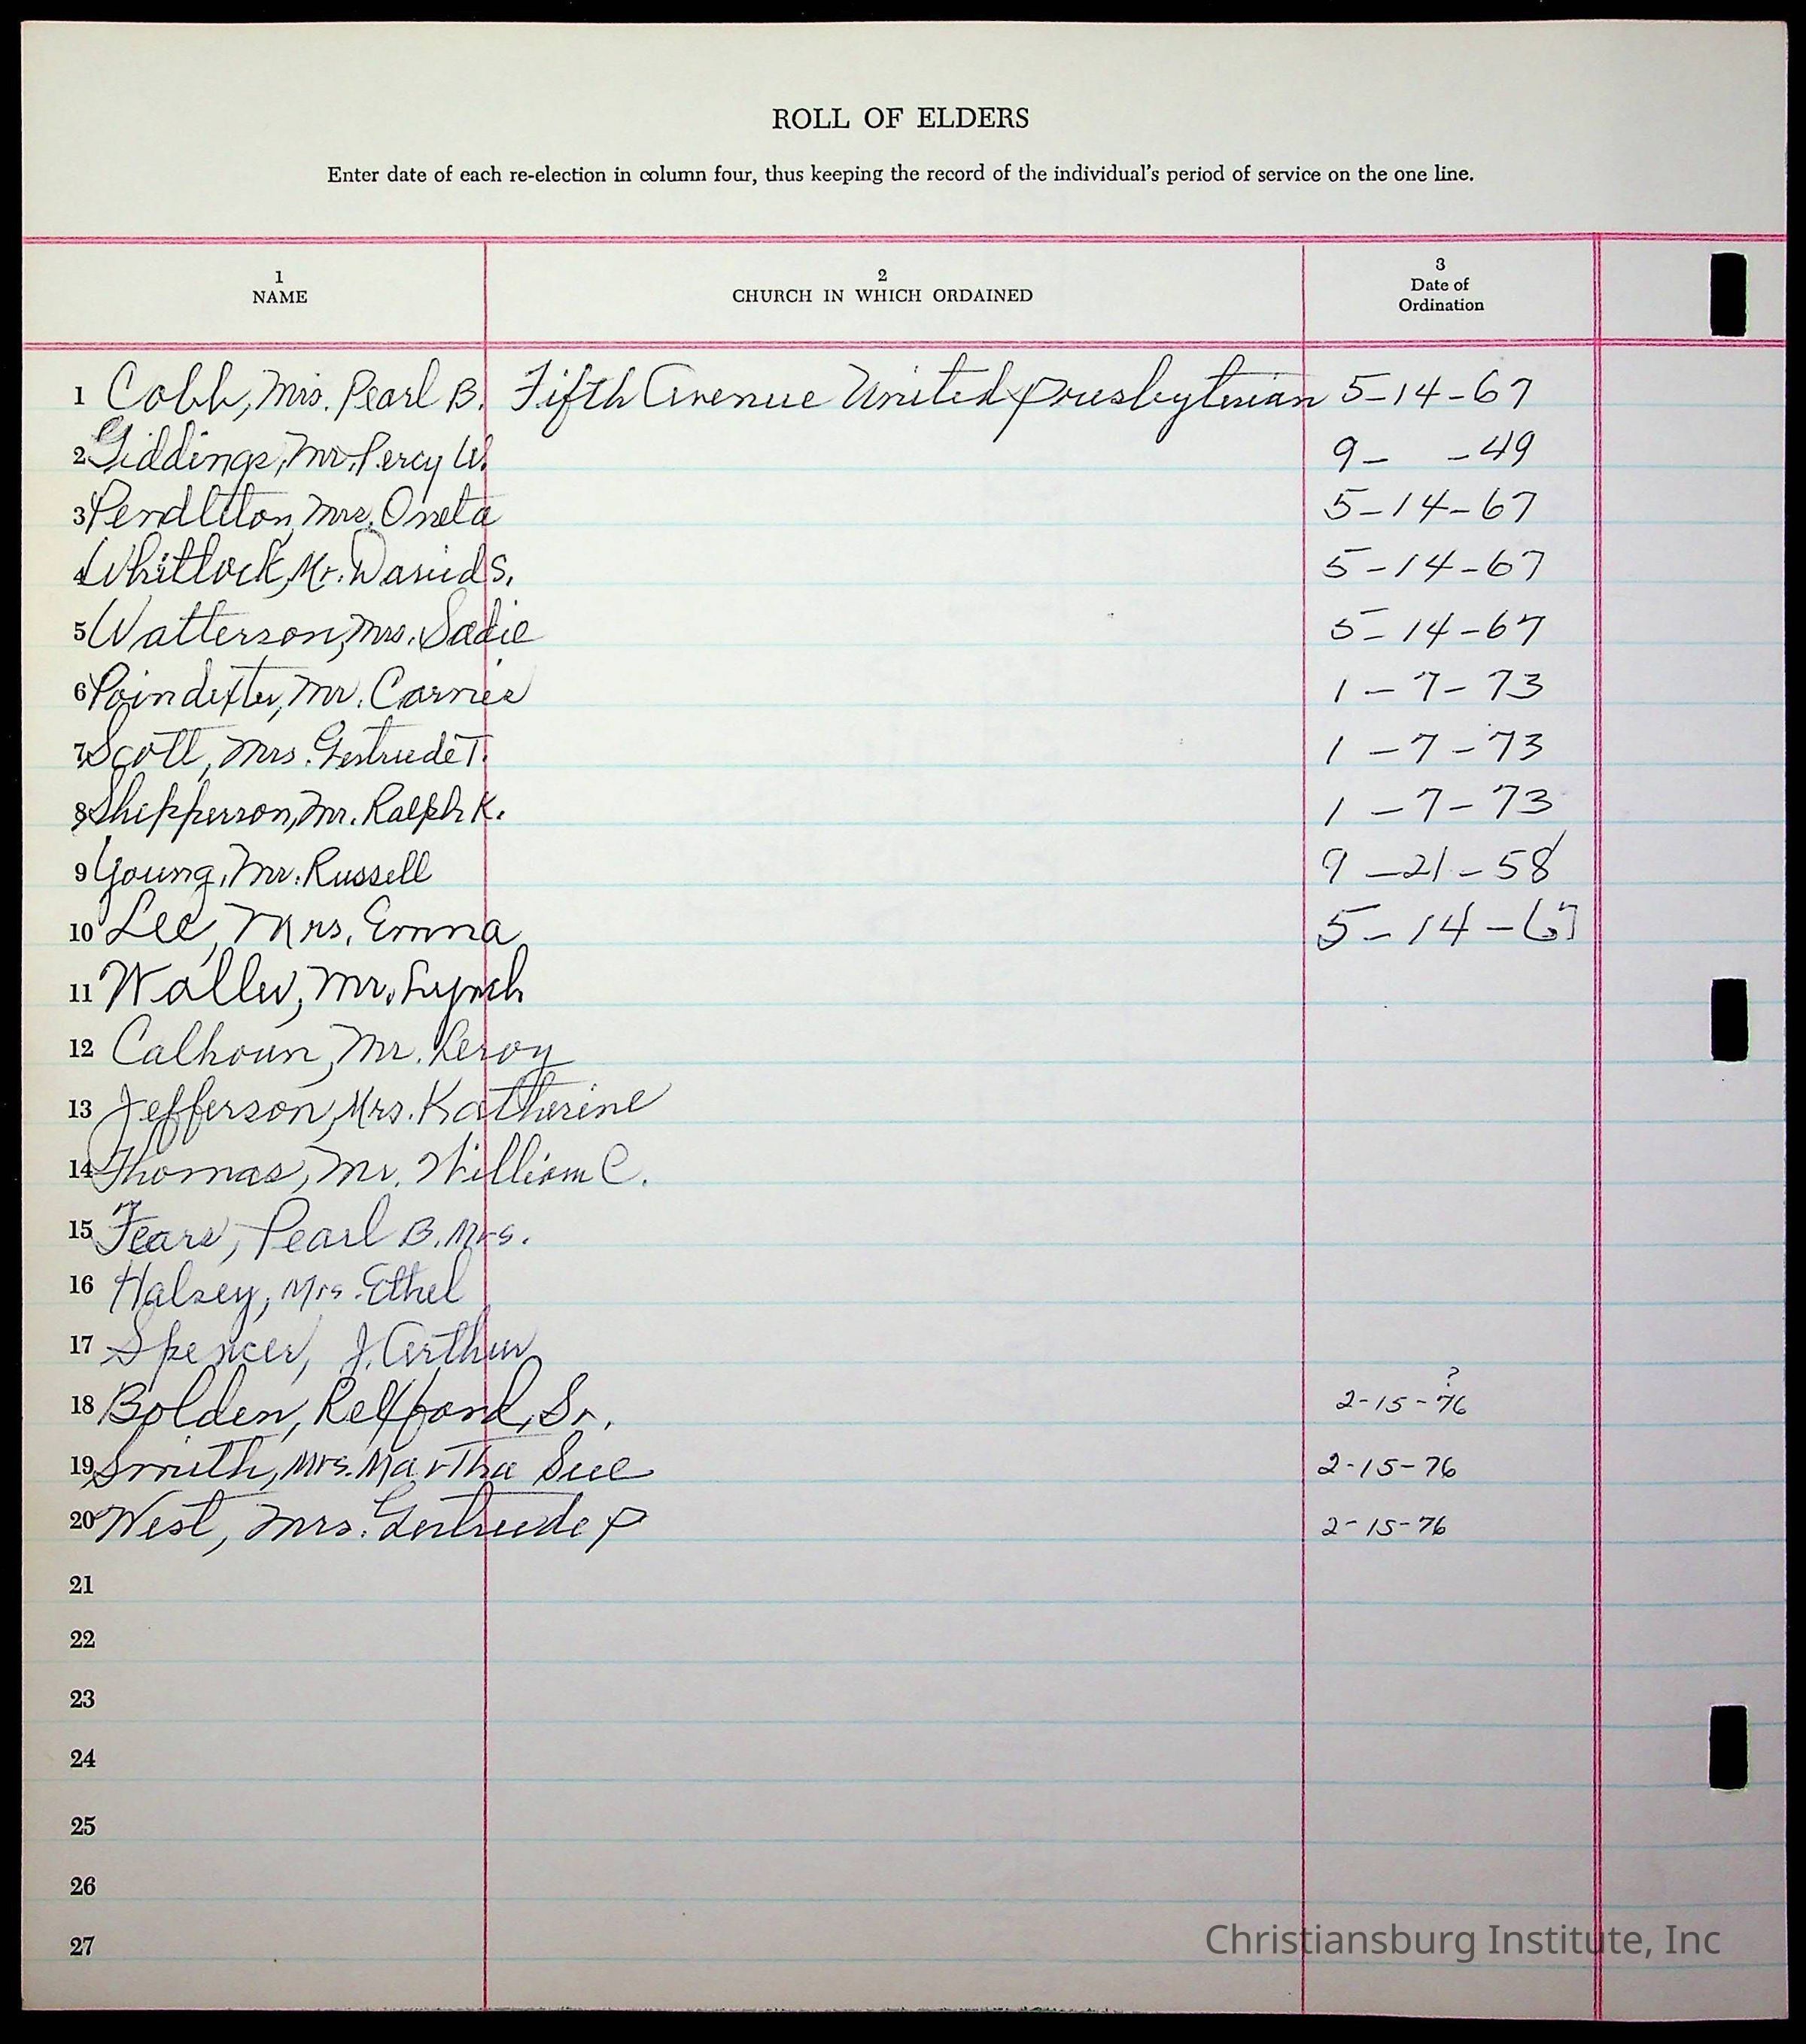 ROLL OF ELDERS
Enter date of each re-election in column four, thus keeping the record of the individual's period of service on the one line.
1 NAME
2 CHURCH IN WHICH ORDAINED
3 Date of Ordination
1 Cobb, Mrs. Pearl B. Fifth Avenue United Presbyterian 5-14-67
2 Giddings, Mr. Percy W. 9- -49
3 Pendleton, Mrs. Oneta 5-14-67
4 Whitlock, Mr. David S. 5-14-67
5 Watterson, Mrs. Sadie 5-14-67
6 Poindexter, Mr. Carnie 1-7-73
7 Scott, Mrs. Gertrude T. 1-7-73
8 Shepperson, Mr. Ralph K. 1-7-73
9 Young, Mr. Russell 9-21-58
10 Lee, Mrs. Emma 5-14-67
11 Waller, Mr. Lynch
12 Calhoun, Mr. Leroy
13 Jefferson, Mrs. Katherine
14 Thomas, Mr. William C.
15 Fears, Pearl B. Mrs.
16 Halsey, Mrs. Ethel
17 Spencer, J. Arthur
18 Bolden, Relfford, Sr. 2-15-76 ?
19 Smith, Mrs. Martha Sue 2-15-76
20 West, Mrs. Gertrude P 2-15-76
21
22
23
24
25
26
27
Christiansburg Institute, Inc